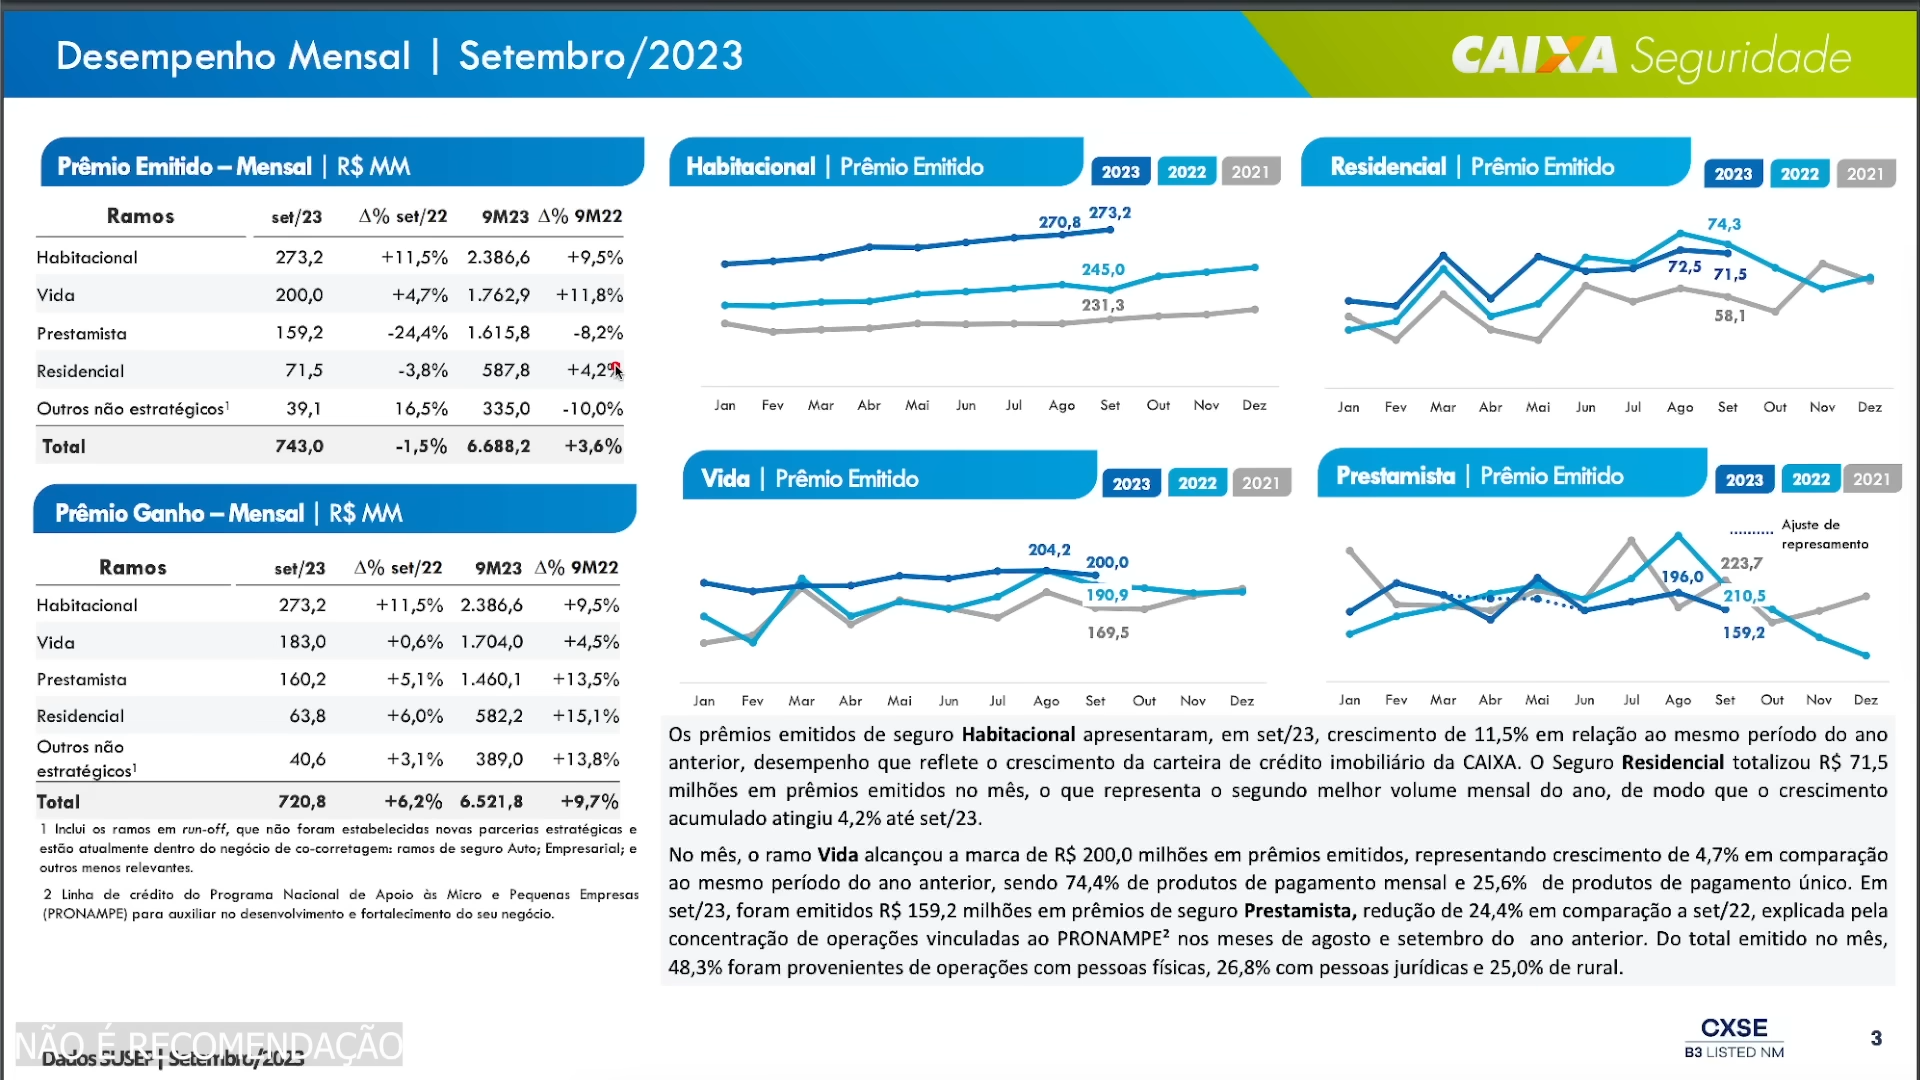 Desempenho Mensal | Setembro/2023
CAIXA Seguridade
Prêmio Emitido – Mensal | R$ MM
Ramos set/23 Δ% set/22 9M23 Δ% 9M22
Habitacional 273,2 +11,5% 2.386,6 +9,5%
Vida 200,0 +4,7% 1.762,9 +11,8%
Prestamista 159,2 -24,4% 1.615,8 -8,2%
Residencial 71,5 -3,8% 587,8 +4,2%
Outros não estratégicos¹ 39,1 16,5% 335,0 -10,0%
Total 743,0 -1,5% 6.688,2 +3,6%
Prêmio Ganho – Mensal | R$ MM
Ramos set/23 Δ% set/22 9M23 Δ% 9M22
Habitacional 273,2 +11,5% 2.386,6 +9,5%
Vida 183,0 +0,6% 1.704,0 +4,5%
Prestamista 160,2 +5,1% 1.460,1 +13,5%
Residencial 63,8 +6,0% 582,2 +15,1%
Outros não
estratégicos¹ 40,6 +3,1% 389,0 +13,8%
Total 720,8 +6,2% 6.521,8 +9,7%
1 Inclui os ramos em run-off, que não foram estabelecidas novas parcerias estratégicas e
estão atualmente dentro do negócio de co-corretagem: ramos de seguro Auto; Empresarial; e
outros menos relevantes.
2 Linha de crédito do Programa Nacional de Apoio às Micro e Pequenas Empresas
(PRONAMPE) para auxiliar no desenvolvimento e fortalecimento do seu negócio.
Habitacional | Prêmio Emitido
2023 2022 2021
270,8 273,2
245,0
231,3
Jan Fev Mar Abr Mai Jun Jul Ago Set Out Nov Dez
Residencial | Prêmio Emitido
2023 2022 2021
74,3
72,5 71,5
58,1
Jan Fev Mar Abr Mai Jun Jul Ago Set Out Nov Dez
Vida | Prêmio Emitido
2023 2022 2021
204,2
200,0
190,9
169,5
Jan Fev Mar Abr Mai Jun Jul Ago Set Out Nov Dez
Prestamista | Prêmio Emitido
2023 2022 2021
Ajuste de
represamento
223,7
196,0
210,5
159,2
Jan Fev Mar Abr Mai Jun Jul Ago Set Out Nov Dez
Os prêmios emitidos de seguro Habitacional apresentaram, em set/23, crescimento de 11,5% em relação ao mesmo período do ano
anterior, desempenho que reflete o crescimento da carteira de crédito imobiliário da CAIXA. O Seguro Residencial totalizou R$ 71,5
milhões em prêmios emitidos no mês, o que representa o segundo melhor volume mensal do ano, de modo que o crescimento
acumulado atingiu 4,2% até set/23.
No mês, o ramo Vida alcançou a marca de R$ 200,0 milhões em prêmios emitidos, representando crescimento de 4,7% em comparação
ao mesmo período do ano anterior, sendo 74,4% de produtos de pagamento mensal e 25,6% de produtos de pagamento único. Em
set/23, foram emitidos R$ 159,2 milhões em prêmios de seguro Prestamista, redução de 24,4% em comparação a set/22, explicada pela
concentração de operações vinculadas ao PRONAMPE² nos meses de agosto e setembro do ano anterior. Do total emitido no mês,
48,3% foram provenientes de operações com pessoas físicas, 26,8% com pessoas jurídicas e 25,0% de rural.
NÃO É RECOMENDAÇÃO
Dados SUSEP | Setembro/2023
CXSE
B3 LISTED NM
3